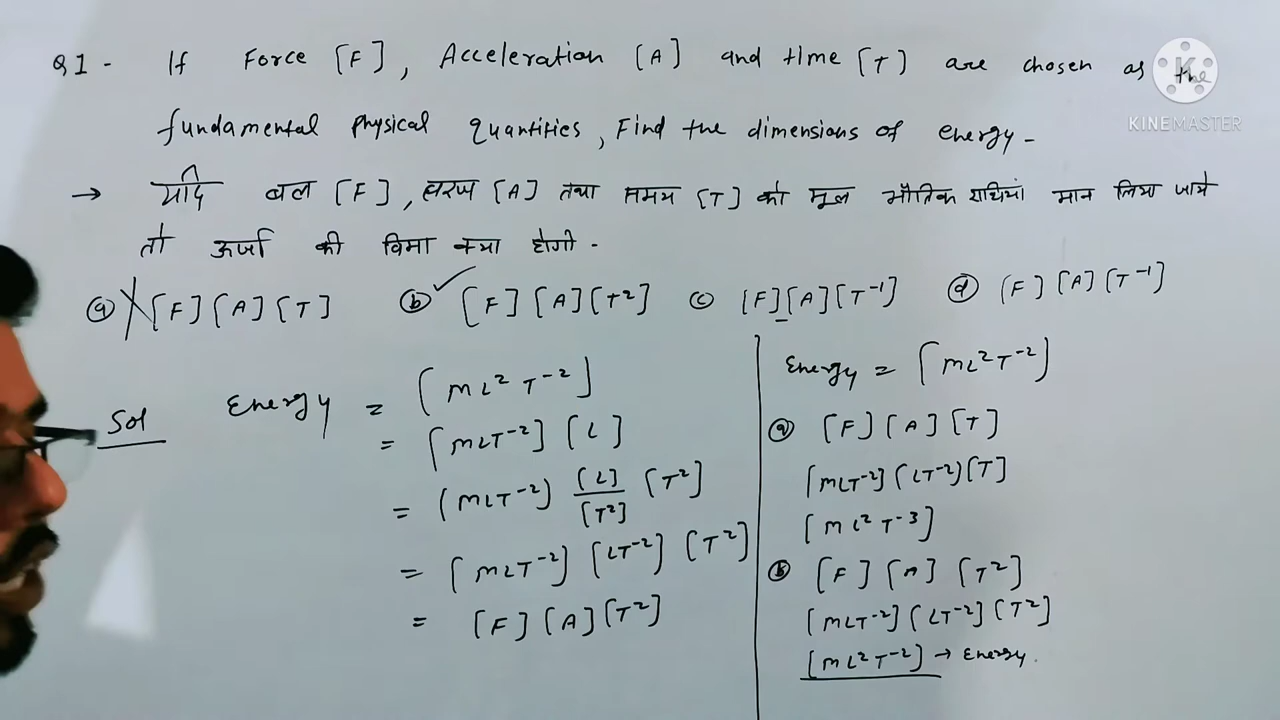 Q1 - If Force [F], Acceleration [A] and time [T] are chosen as the
fundamental physical quantities, Find the dimensions of energy -
→ यदि बल [F], त्वरण [A] तथा समय [T] को मूल भौतिक राशियां मान लिया जाये
तो ऊर्जा की विमा क्या होगी -
ⓐ [F][A][T] ⓑ [F][A][T²] ⓒ [F][A][T⁻¹] ⓓ [F][A][T⁻¹]
Sol Energy = [ML²T⁻²]
= [MLT⁻²][L]
= [MLT⁻²] [L]/[T²] [T²]
= [MLT⁻²][LT⁻²][T²]
= [F][A][T²]
Energy = [ML²T⁻²]
ⓐ [F][A][T]
[MLT⁻²][LT⁻²][T]
[ML²T⁻³]
ⓑ [F][A][T²]
[MLT⁻²][LT⁻²][T²]
[ML²T⁻²] → Energy.
K
KINEMASTER